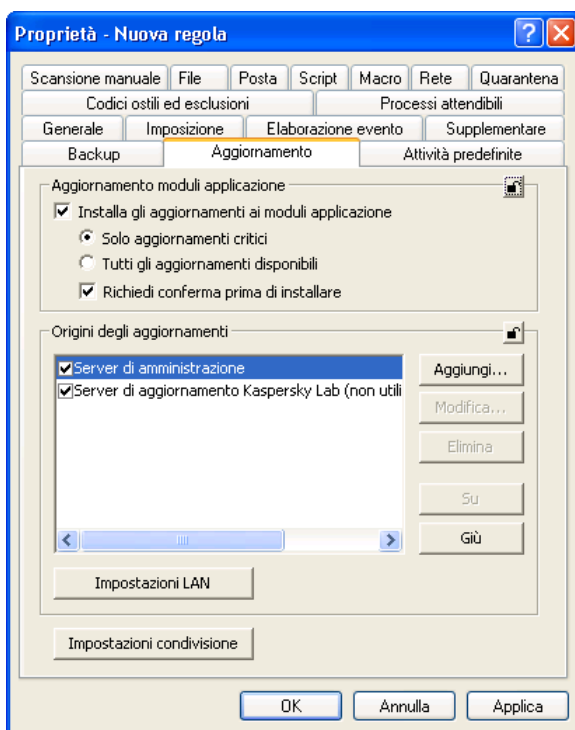 Proprietà - Nuova regola
Scansione manuale File Posta Script Macro Rete Quarantena
Codici ostili ed esclusioni Processi attendibili
Generale Imposizione Elaborazione evento Supplementare
Backup Aggiornamento Attività predefinite
Aggiornamento moduli applicazione
Installa gli aggiornamenti ai moduli applicazione
Solo aggiornamenti critici
Tutti gli aggiornamenti disponibili
Richiedi conferma prima di installare
Origini degli aggiornamenti
Server di amministrazione
Server di aggiornamento Kaspersky Lab (non utili
Aggiungi...
Modifica...
Elimina
Su
Giù
Impostazioni LAN
Impostazioni condivisione
OK Annulla Applica